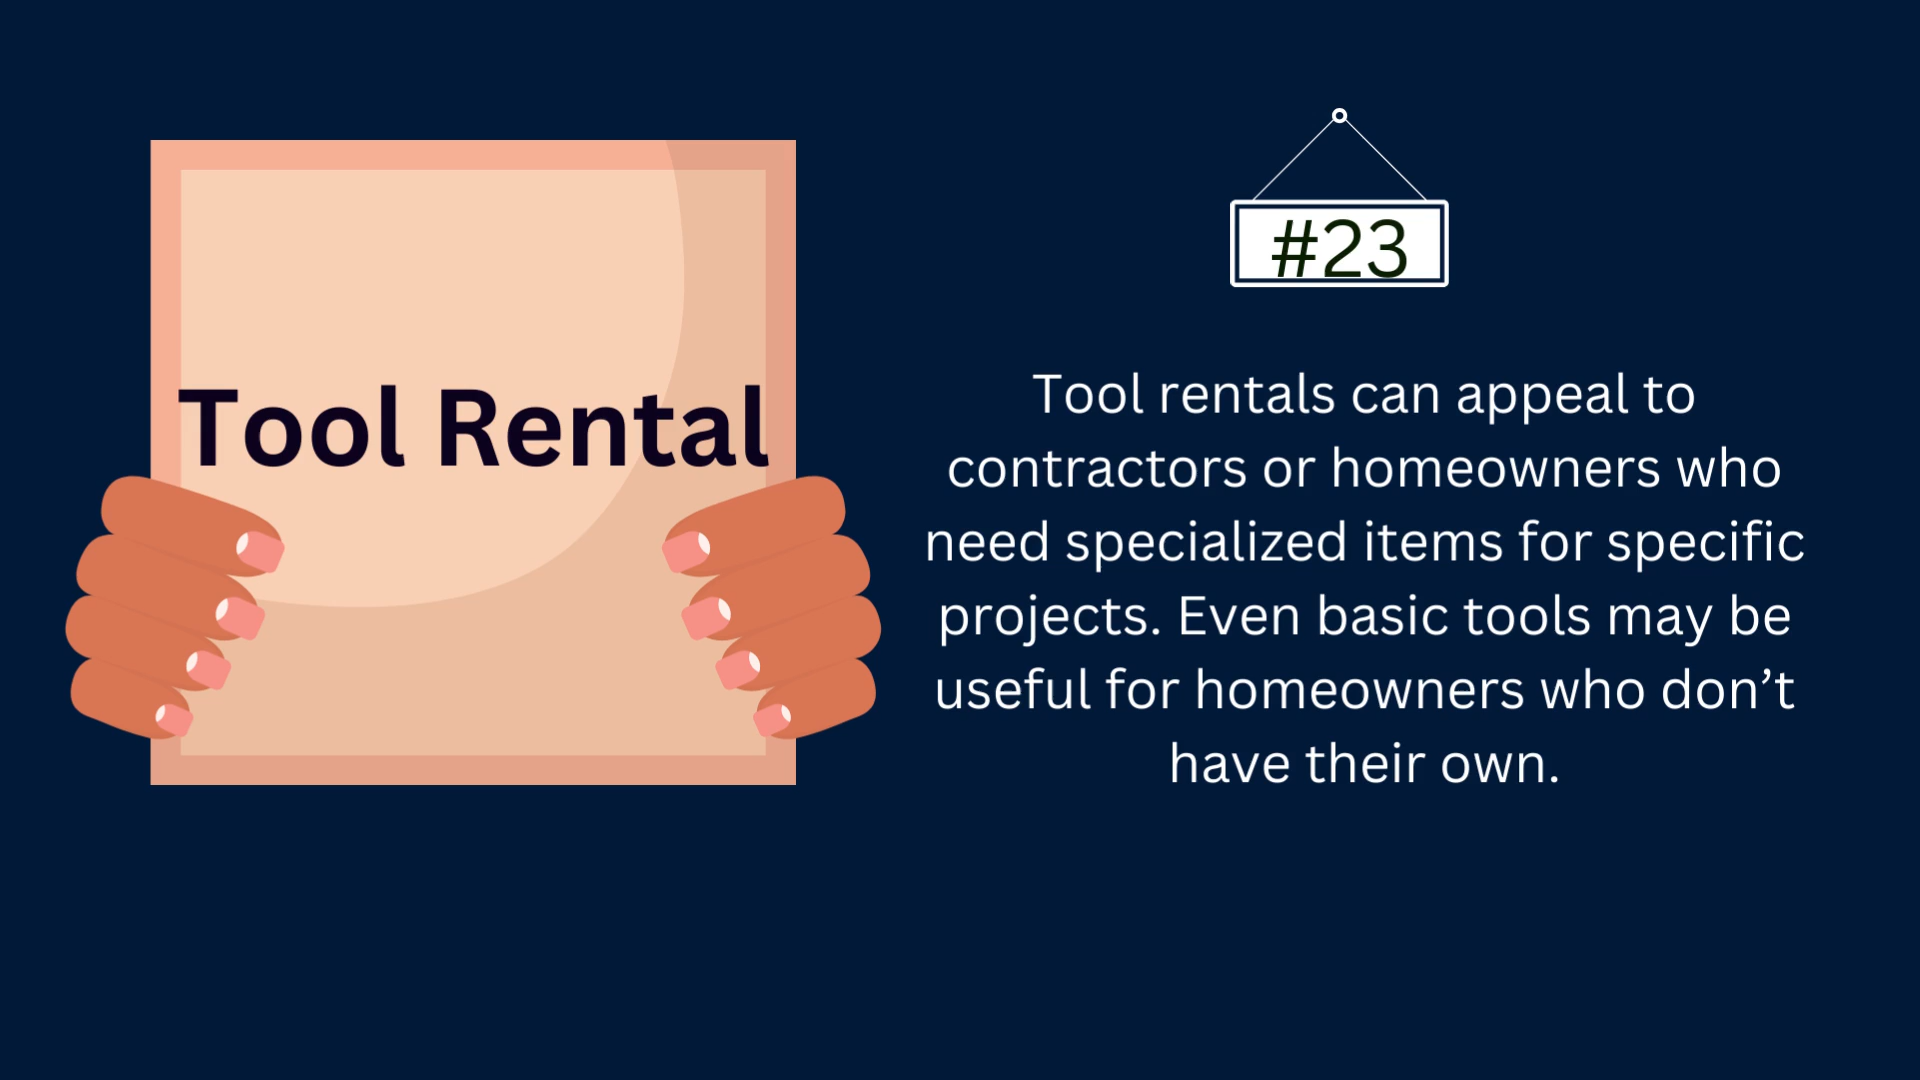 Tool Rental
#23
Tool rentals can appeal to
contractors or homeowners who
need specialized items for specific
projects. Even basic tools may be
useful for homeowners who don’t
have their own.